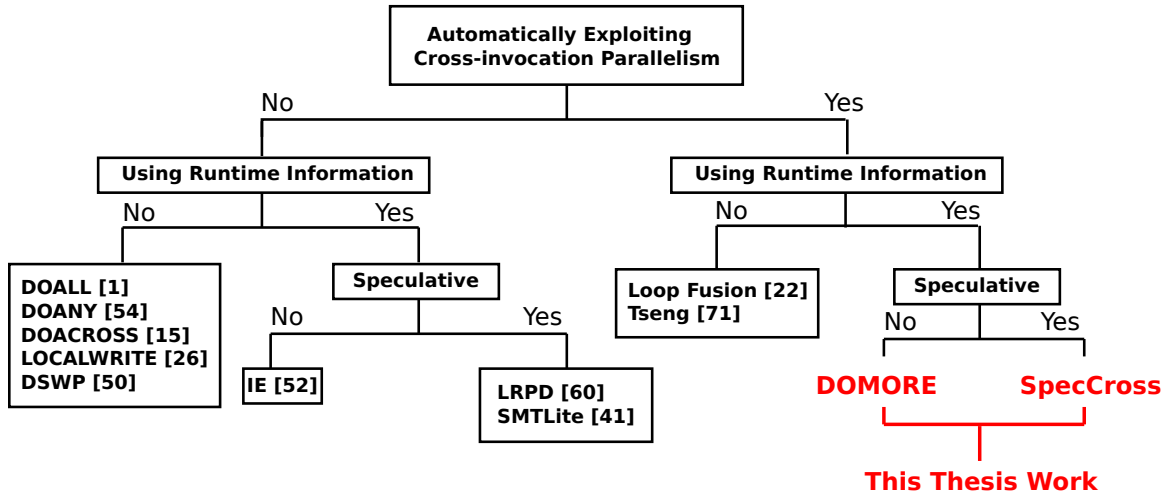 Automatically Exploiting
Cross-invocation Parallelism
No
Yes
Using Runtime Information
Using Runtime Information
No
Yes
No
Yes
DOALL [1]
DOANY [54]
DOACROSS [15]
LOCALWRITE [26]
DSWP [50]
Speculative
No
Yes
IE [52]
LRPD [60]
SMTLite [41]
Loop Fusion [22]
Tseng [71]
Speculative
No
Yes
DOMORE
SpecCross
This Thesis Work